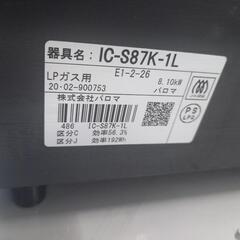 器具名: IC-S87K-1L
E1-2-26
LPガス用 8.10kW
20·02-900753 パロマ
株式会社パロマ
486 IC-S87K-1L
区分C 効率56.3%
区分J 効率192Wh
PS
LPG